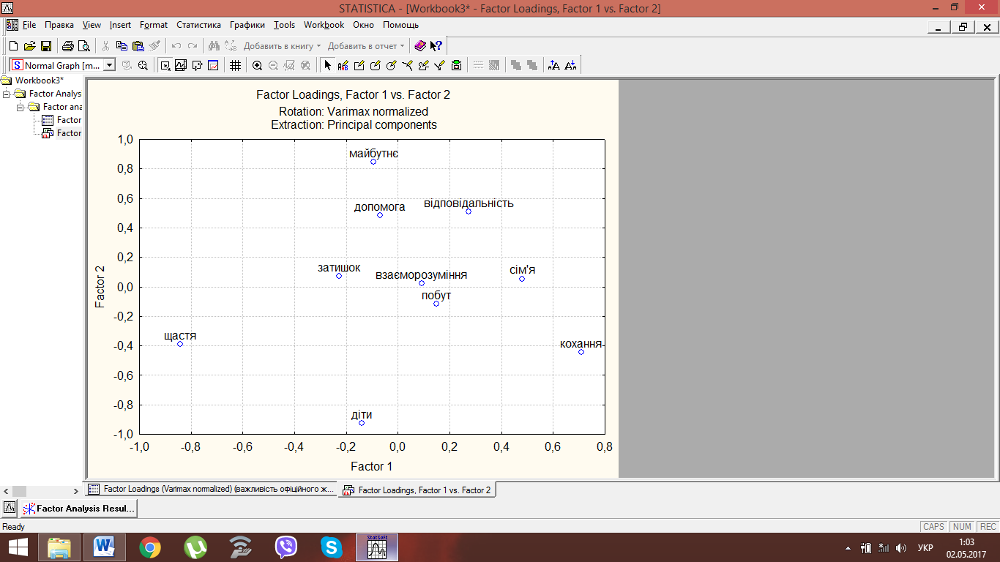 STATISTICA - [Workbook3* - Factor Loadings, Factor 1 vs. Factor 2]
File Правка View Insert Format Статистика Графики Tools Workbook Окно Помощь
Добавить в книгу Добавить в отчет
Normal Graph [m...
Workbook3*
Factor Analys
Factor ana
Factor
Factor
Factor Loadings, Factor 1 vs. Factor 2
Rotation: Varimax normalized
Extraction: Principal components
1,0
0,8
0,6
0,4
0,2
0,0
-0,2
-0,4
-0,6
-0,8
-1,0
Factor 2
майбутнє
допомога
відповідальність
затишок
взаєморозуміння
сім'я
побут
щастя
кохання
діти
-1,0 -0,8 -0,6 -0,4 -0,2 0,0 0,2 0,4 0,6 0,8
Factor 1
Factor Loadings (Varimax normalized) (важливість офіційного ж... Factor Loadings, Factor 1 vs. Factor 2
Factor Analysis Resul...
Ready CAPS NUM REC
StatSoft
УКР
1:03
02.05.2017